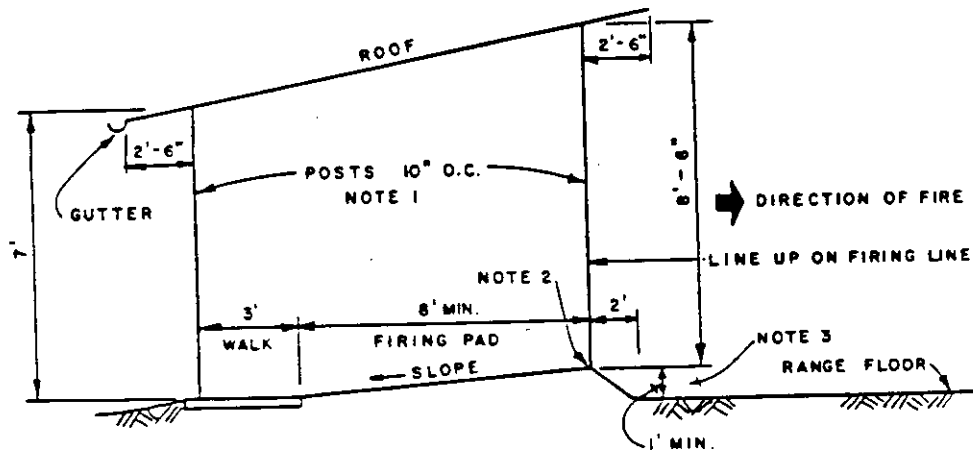 ROOF
2'-6"
2'-6"
POSTS 10" O.C.
NOTE 1
GUTTER
7'
8'-6"
DIRECTION OF FIRE
LINE UP ON FIRING LINE
NOTE 2
3'
8' MIN.
2'
WALK
FIRING PAD
NOTE 3
SLOPE
RANGE FLOOR
1' MIN.